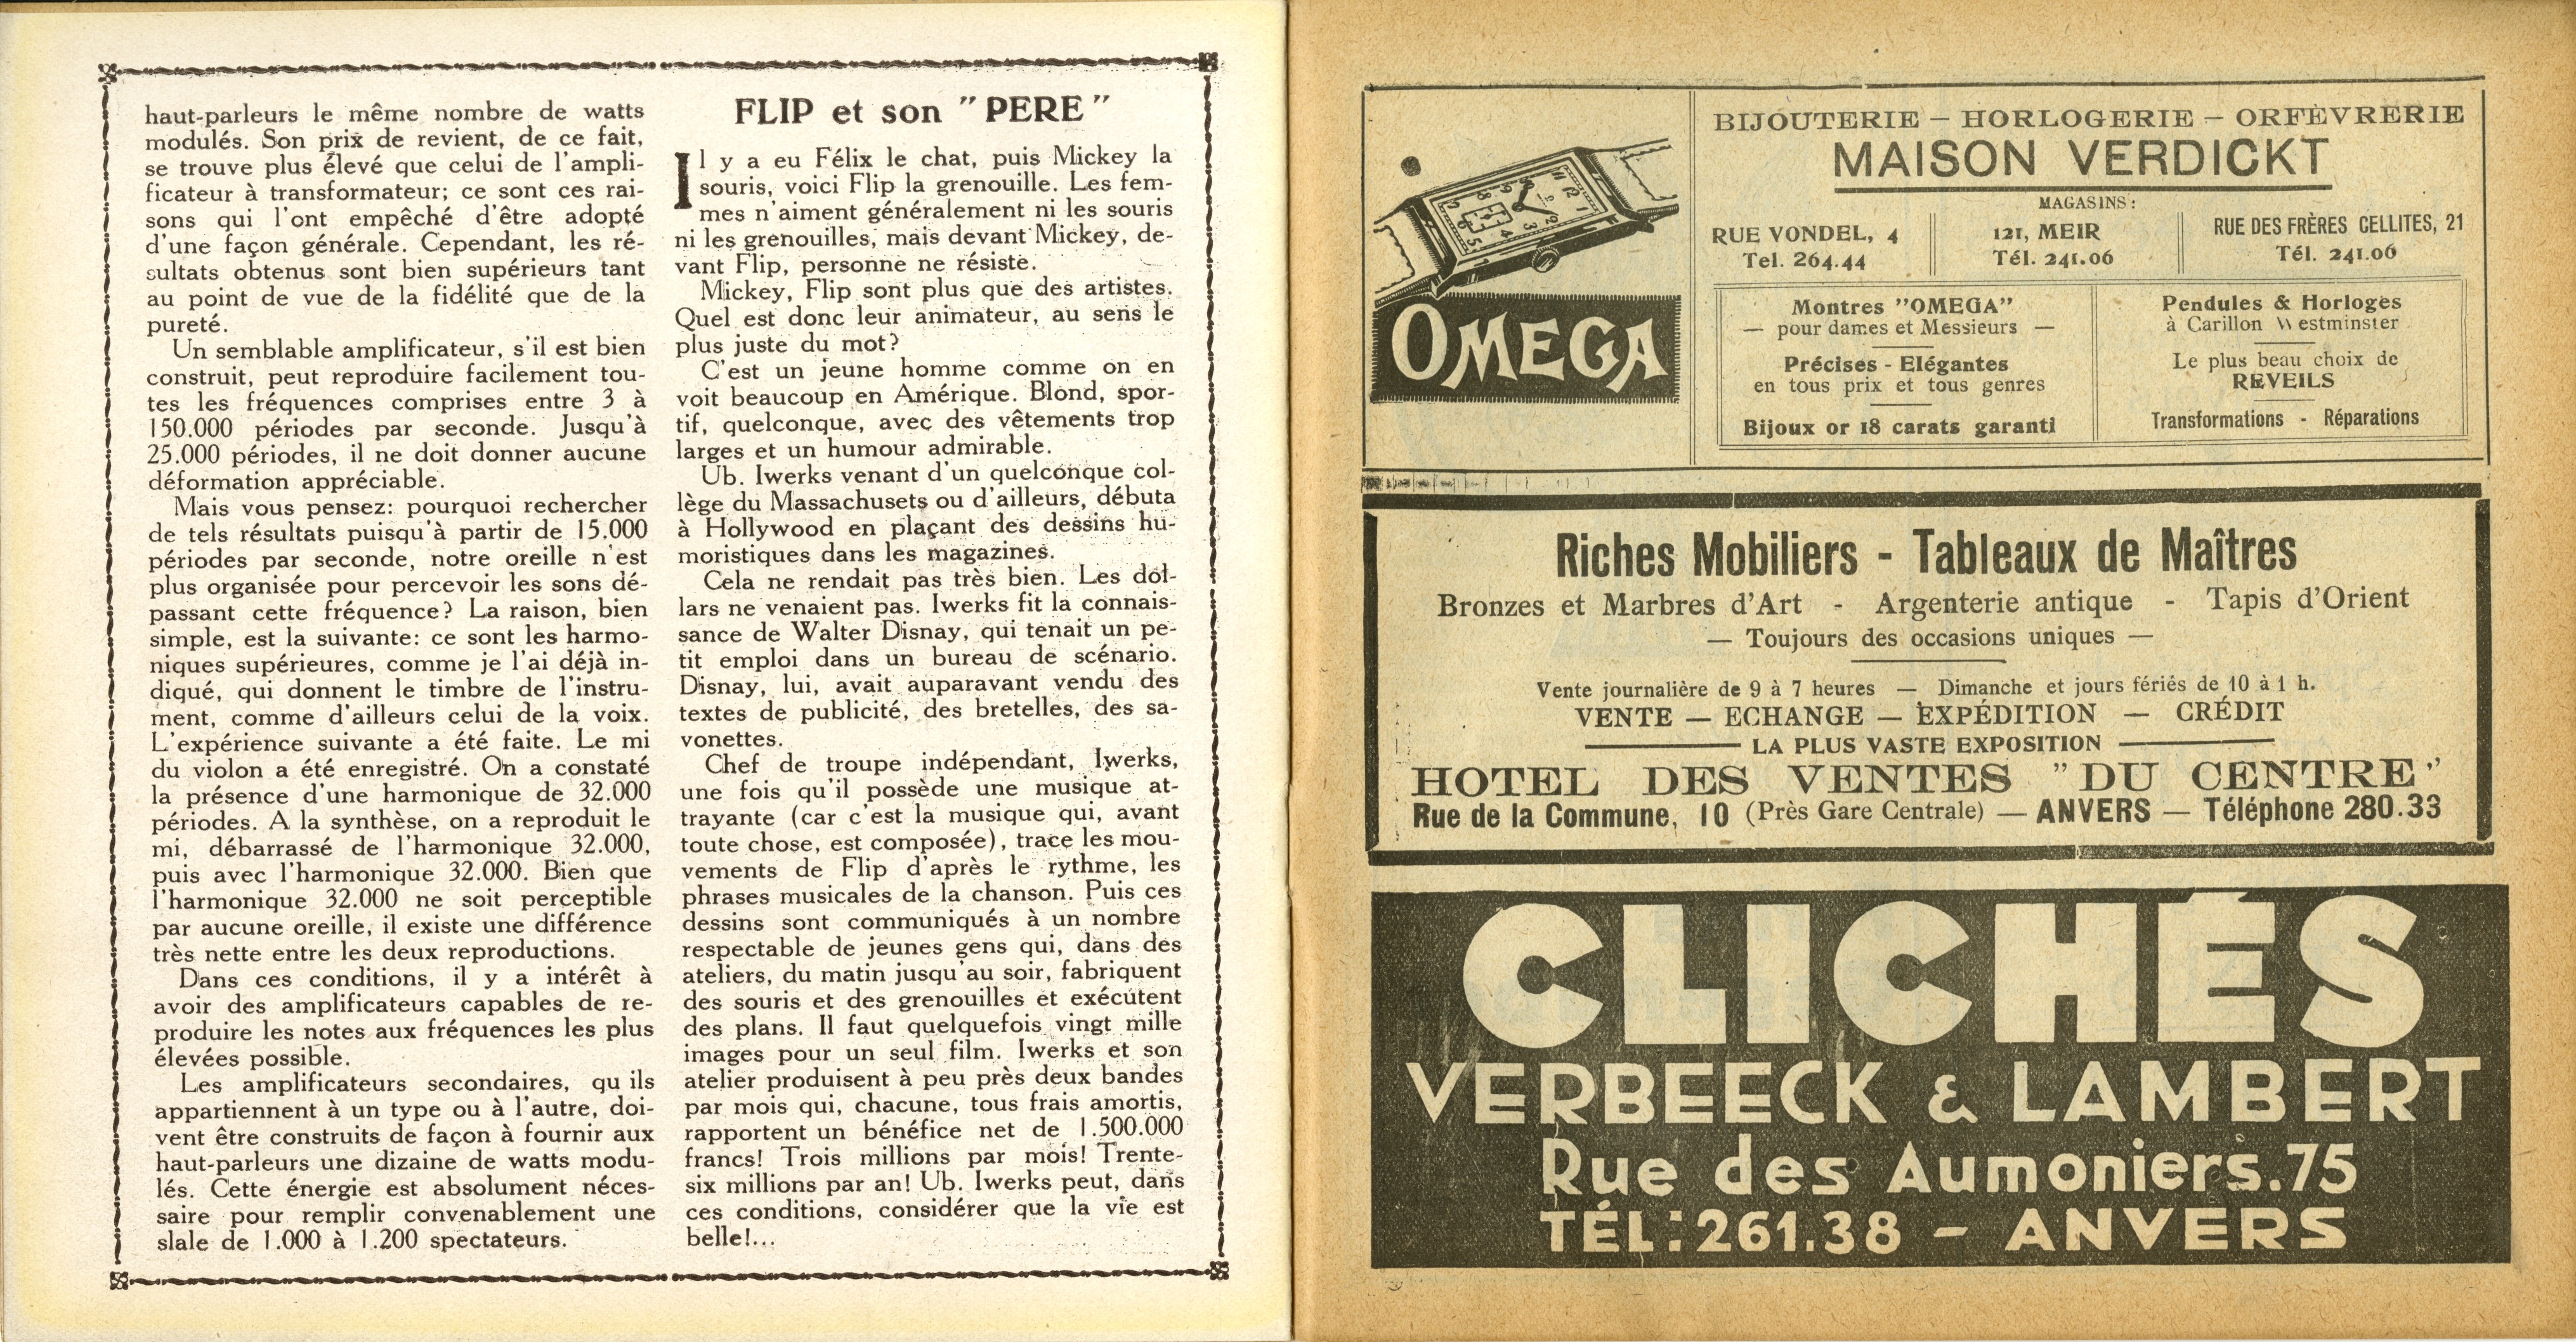 haut-parleurs le même nombre de watts
modulés. Son prix de revient, de ce fait,
se trouve plus élevé que celui de l'ampli-
ficateur à transformateur; ce sont ces rai-
sons qui l'ont empêché d'être adopté
d'une façon générale. Cependant, les ré-
sultats obtenus sont bien supérieurs tant
au point de vue de la fidélité que de la
pureté.
Un semblable amplificateur, s'il est bien
construit, peut reproduire facilement tou-
tes les fréquences comprises entre 3 à
150.000 périodes par seconde. Jusqu'à
25.000 périodes, il ne doit donner aucune
déformation appréciable.
Mais vous pensez: pourquoi rechercher
de tels résultats puisqu'à partir de 15.000
périodes par seconde, notre oreille n'est
plus organisée pour percevoir les sons dé-
passant cette fréquence? La raison, bien
simple, est la suivante: ce sont les harmo-
niques supérieures, comme je l'ai déjà in-
diqué, qui donnent le timbre de l'instru-
ment, comme d'ailleurs celui de la voix.
L'expérience suivante a été faite. Le mi
du violon a été enregistré. On a constaté
la présence d'une harmonique de 32.000
périodes. A la synthèse, on a reproduit le
mi, débarrassé de l'harmonique 32.000,
puis avec l'harmonique 32.000. Bien que
l'harmonique 32.000 ne soit perceptible
par aucune oreille, il existe une différence
très nette entre les deux reproductions.
Dans ces conditions, il y a intérêt à
avoir des amplificateurs capables de re-
produire les notes aux fréquences les plus
élevées possible.
Les amplificateurs secondaires, qu ils
appartiennent à un type ou à l'autre, doi-
vent être construits de façon à fournir aux
haut-parleurs une dizaine de watts modu-
lés. Cette énergie est absolument néces-
saire pour remplir convenablement une
slale de 1.000 à 1.200 spectateurs.
FLIP et son "PERE"
Il y a eu Félix le chat, puis Mickey la
souris, voici Flip la grenouille. Les fem-
mes n'aiment généralement ni les souris
ni les grenouilles, mais devant Mickey, de-
vant Flip, personne ne résiste.
Mickey, Flip sont plus que des artistes.
Quel est donc leur animateur, au sens le
plus juste du mot?
C'est un jeune homme comme on en
voit beaucoup en Amérique. Blond, spor-
tif, quelconque, avec des vêtements trop
larges et un humour admirable.
Ub. Iwerks venant d'un quelconque col-
lège du Massachusets ou d'ailleurs, débuta
à Hollywood en plaçant des dessins hu-
moristiques dans les magazines.
Cela ne rendait pas très bien. Les dol-
lars ne venaient pas. Iwerks fit la connais-
sance de Walter Disnay, qui tenait un pe-
tit emploi dans un bureau de scénario.
Disnay, lui, avait auparavant vendu des
textes de publicité, des bretelles, des sa-
vonettes.
Chef de troupe indépendant, Iwerks,
une fois qu'il possède une musique at-
trayante (car c'est la musique qui, avant
toute chose, est composée), trace les mou-
vements de Flip d'après le rythme, les
phrases musicales de la chanson. Puis ces
dessins sont communiqués à un nombre
respectable de jeunes gens qui, dans des
ateliers, du matin jusqu'au soir, fabriquent
des souris et des grenouilles et exécutent
des plans. Il faut quelquefois vingt mille
images pour un seul film. Iwerks et son
atelier produisent à peu près deux bandes
par mois qui, chacune, tous frais amortis,
rapportent un bénéfice net de 1.500.000
francs! Trois millions par mois! Trente-
six millions par an! Ub. Iwerks peut, dans
ces conditions, considérer que la vie est
belle!...
OMEGA
BIJOUTERIE — HORLOGERIE — ORFÈVRERIE
MAISON VERDICKT
MAGASINS:
RUE VONDEL, 4
Tel. 264.44
121, MEIR
Tél. 241.06
RUE DES FRÈRES CELLITES, 21
Tél. 241.06
Montres "OMEGA"
— pour dames et Messieurs —
Précises - Elégantes
en tous prix et tous genres
Bijoux or 18 carats garanti
Pendules & Horloges
à Carillon Westminster
Le plus beau choix de
REVEILS
Transformations - Réparations
Riches Mobiliers - Tableaux de Maîtres
Bronzes et Marbres d'Art - Argenterie antique - Tapis d'Orient
— Toujours des occasions uniques —
Vente journalière de 9 à 7 heures — Dimanche et jours fériés de 10 à 1 h.
VENTE — ECHANGE — EXPÉDITION — CRÉDIT
LA PLUS VASTE EXPOSITION
HOTEL DES VENTES "DU CENTRE"
Rue de la Commune, 10 (Près Gare Centrale) — ANVERS — Téléphone 280.33
CLICHÉS
VERBEECK & LAMBERT
Rue des Aumoniers.75
TÉL:261.38 - ANVERS